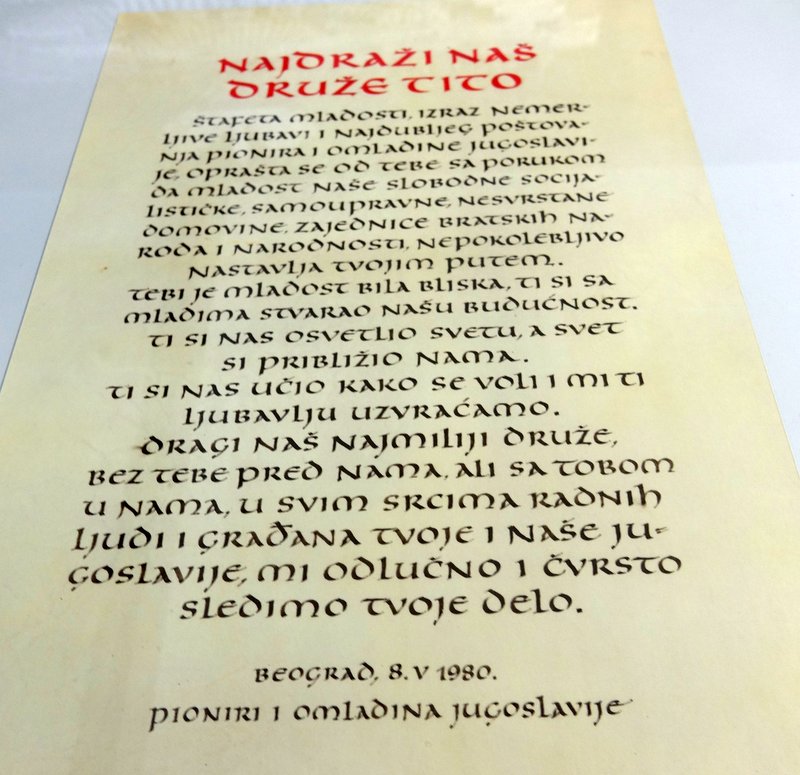 NAJDRAŽI NAŠ
DRUŽE TITO
ŠTAFETA MLADOSTI, IZRAZ NEMER-
LJIVE LJUBAVI I NAJDUBLJEG POŠTOVA-
NJA PIONIRA I OMLADINE JUGOSLAVI-
JE, OPRAŠTA SE OD TEBE SA PORUKOM
DA MLADOST NAŠE SLOBODNE SOCIJA-
LISTIČKE, SAMOUPRAVNE, NESVRSTANE
DOMOVINE, ZAJEDNICE BRATSKIH NA-
RODA I NARODNOSTI, NEPOKOLEBLJIVO
NASTAVLJA TVOJIM PUTEM..
TEBI JE MLADOST BILA BLISKA, TI SI SA
MLADIMA STVARAO NAŠU BUDUĆNOST.
TI SI NAS OSVETLIO SVETU, A SVET
SI PRIBLIŽIO NAMA.
TI SI NAS UČIO KAKO SE VOLI I MI TI
LJUBAVLJU UZVRAĆAMO.
DRAGI NAŠ NAJMILIJI DRUŽE,
BEZ TEBE PRED NAMA, ALI SA TOBOM
U NAMA, U SVIM SRCIMA RADNIH
LJUDI I GRAĐANA TVOJE I NAŠE JU-
GOSLAVIJE, MI ODLUČNO I ČVRSTO
SLEDIMO TVOJE DELO.
BEOGRAD, 8. V 1980.
PIONIRI I OMLADINA JUGOSLAVIJE